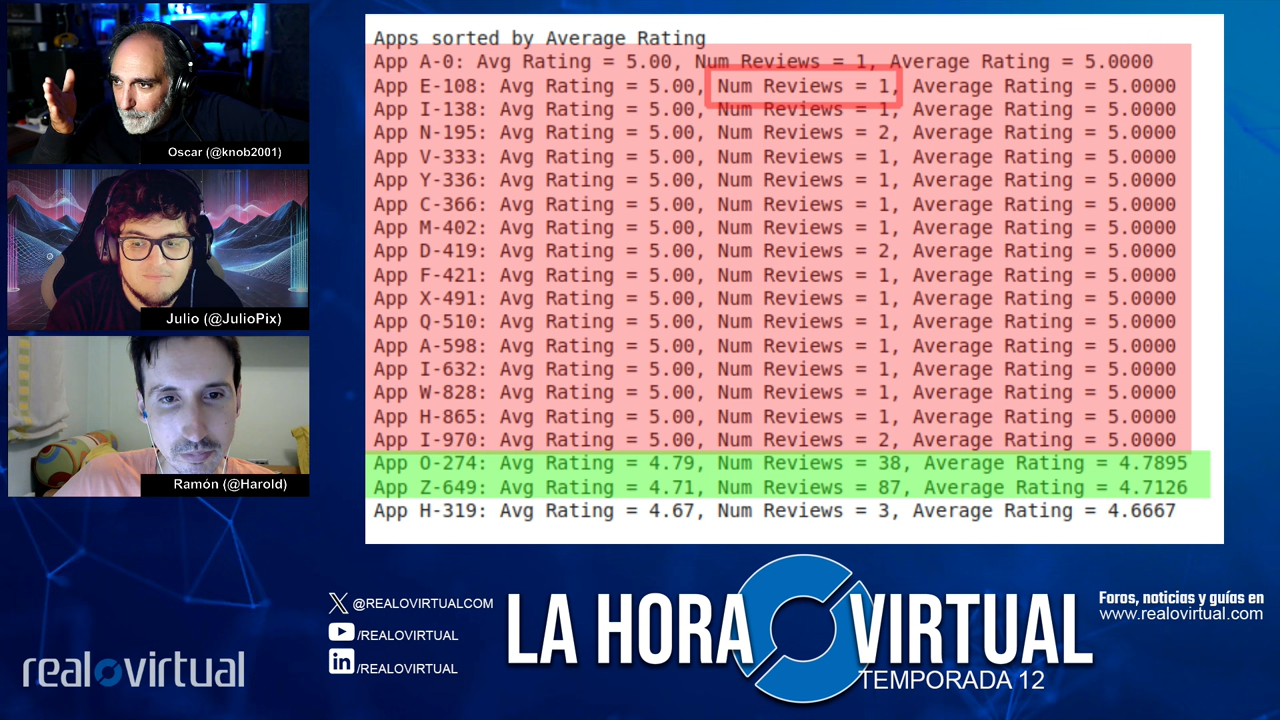 Oscar (@knob2001)
Julio (@JulioPix)
Ramón (@Harold)
Apps sorted by Average Rating
App A-0: Avg Rating = 5.00, Num Reviews = 1, Average Rating = 5.0000
App E-108: Avg Rating = 5.00, Num Reviews = 1, Average Rating = 5.0000
App I-138: Avg Rating = 5.00, Num Reviews = 1, Average Rating = 5.0000
App N-195: Avg Rating = 5.00, Num Reviews = 2, Average Rating = 5.0000
App V-333: Avg Rating = 5.00, Num Reviews = 1, Average Rating = 5.0000
App Y-336: Avg Rating = 5.00, Num Reviews = 1, Average Rating = 5.0000
App C-366: Avg Rating = 5.00, Num Reviews = 1, Average Rating = 5.0000
App M-402: Avg Rating = 5.00, Num Reviews = 1, Average Rating = 5.0000
App D-419: Avg Rating = 5.00, Num Reviews = 2, Average Rating = 5.0000
App F-421: Avg Rating = 5.00, Num Reviews = 1, Average Rating = 5.0000
App X-491: Avg Rating = 5.00, Num Reviews = 1, Average Rating = 5.0000
App Q-510: Avg Rating = 5.00, Num Reviews = 1, Average Rating = 5.0000
App A-598: Avg Rating = 5.00, Num Reviews = 1, Average Rating = 5.0000
App I-632: Avg Rating = 5.00, Num Reviews = 1, Average Rating = 5.0000
App W-828: Avg Rating = 5.00, Num Reviews = 1, Average Rating = 5.0000
App H-865: Avg Rating = 5.00, Num Reviews = 1, Average Rating = 5.0000
App I-970: Avg Rating = 5.00, Num Reviews = 2, Average Rating = 5.0000
App O-274: Avg Rating = 4.79, Num Reviews = 38, Average Rating = 4.7895
App Z-649: Avg Rating = 4.71, Num Reviews = 87, Average Rating = 4.7126
App H-319: Avg Rating = 4.67, Num Reviews = 3, Average Rating = 4.6667
realovirtual
@REALOVIRTUALCOM
/REALOVIRTUAL
/REALOVIRTUAL
LA HORA VIRTUAL
TEMPORADA 12
Foros, noticias y guías en
www.realovirtual.com